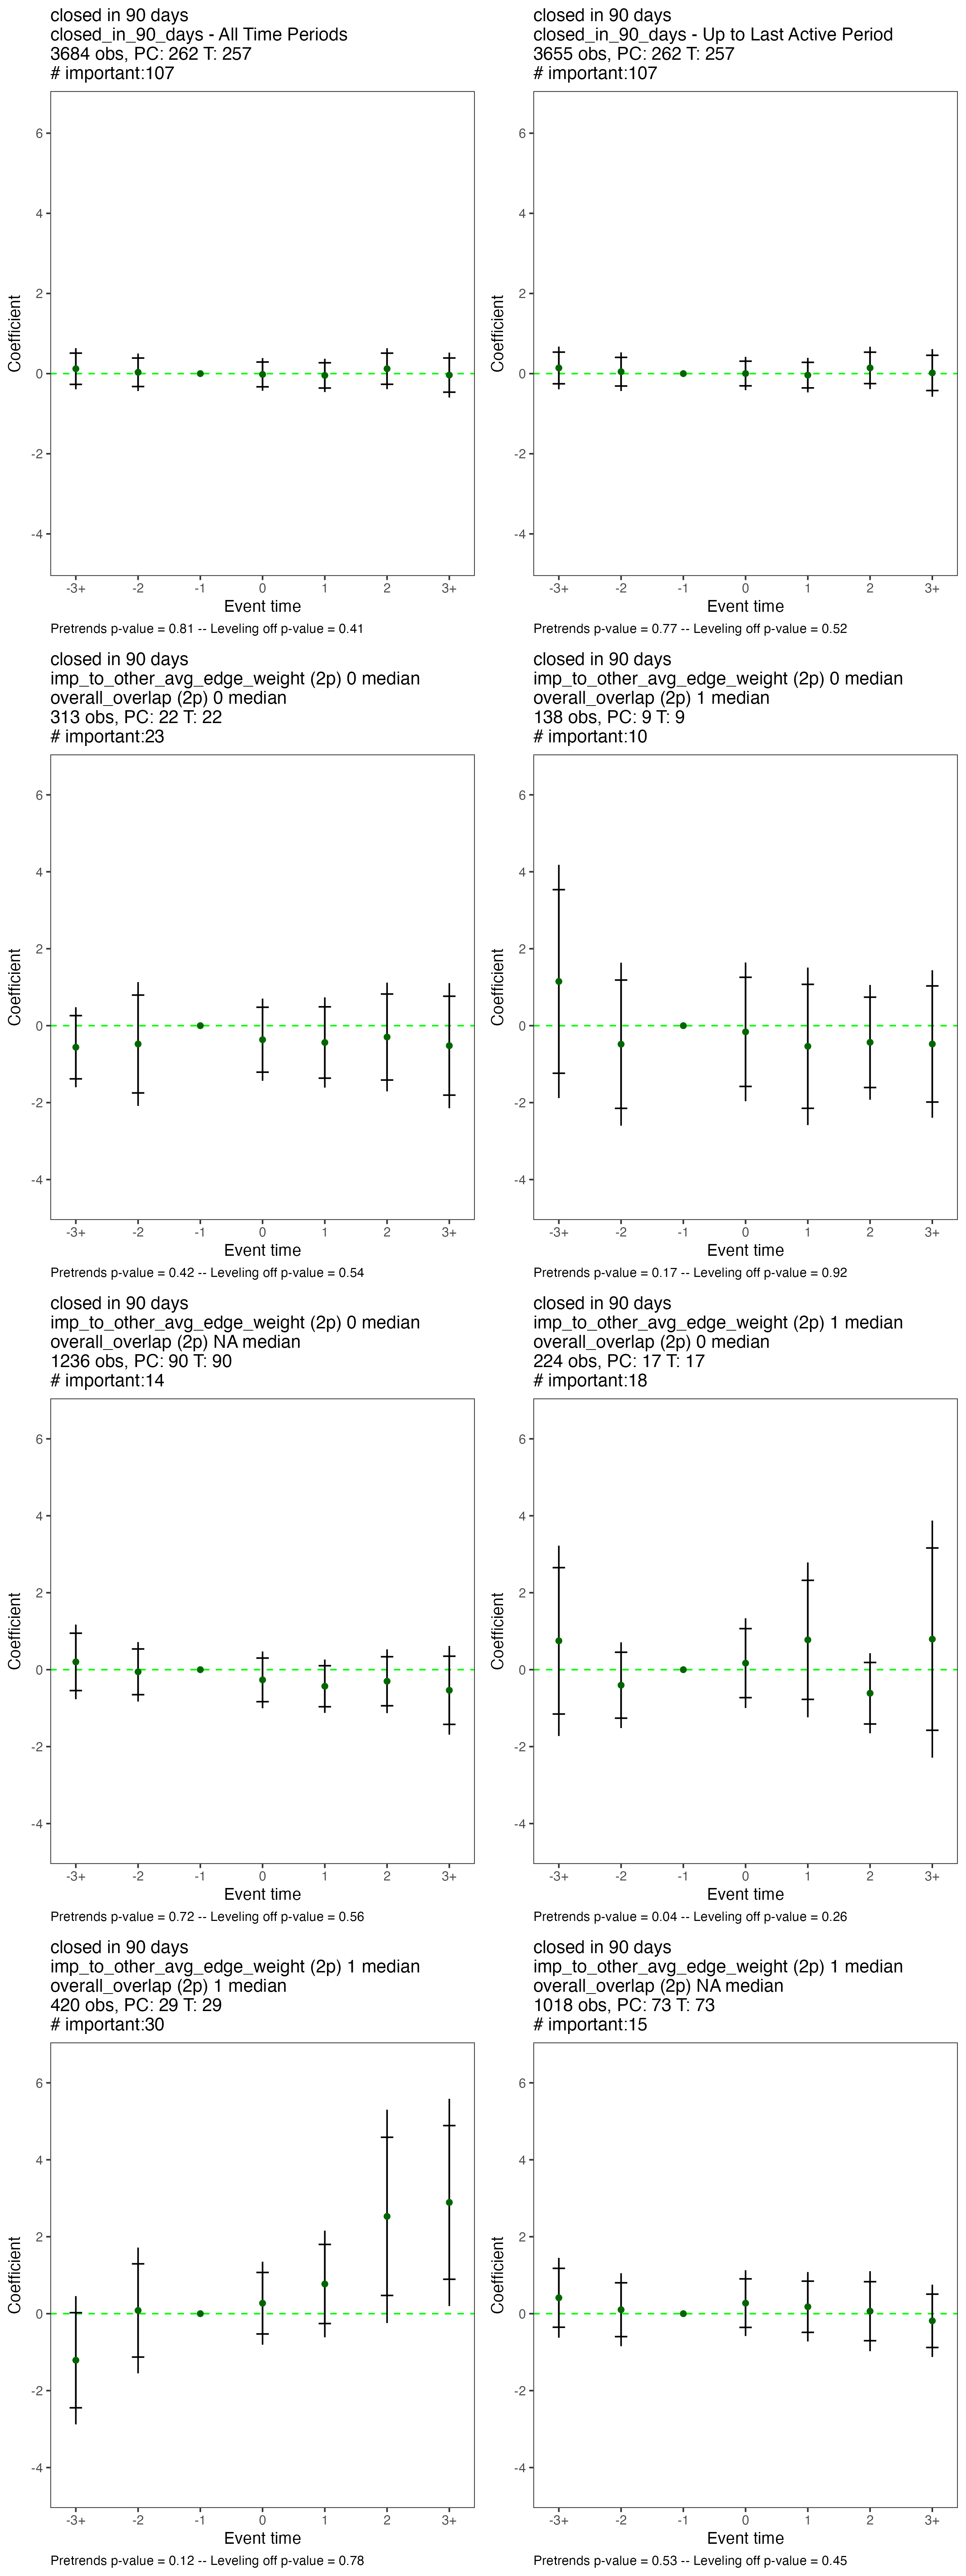 closed in 90 days
closed_in_90_days - All Time Periods
3684 obs, PC: 262 T: 257
# important:107
6
4
2
0
-2
-4
Coefficient
-3+ -2 -1 0 1 2 3+
Event time
Pretrends p-value = 0.81 -- Leveling off p-value = 0.41
closed in 90 days
closed_in_90_days - Up to Last Active Period
3655 obs, PC: 262 T: 257
# important:107
6
4
2
0
-2
-4
Coefficient
-3+ -2 -1 0 1 2 3+
Event time
Pretrends p-value = 0.77 -- Leveling off p-value = 0.52
closed in 90 days
imp_to_other_avg_edge_weight (2p) 0 median
overall_overlap (2p) 0 median
313 obs, PC: 22 T: 22
# important:23
6
4
2
0
-2
-4
Coefficient
-3+ -2 -1 0 1 2 3+
Event time
Pretrends p-value = 0.42 -- Leveling off p-value = 0.54
closed in 90 days
imp_to_other_avg_edge_weight (2p) 0 median
overall_overlap (2p) 1 median
138 obs, PC: 9 T: 9
# important:10
6
4
2
0
-2
-4
Coefficient
-3+ -2 -1 0 1 2 3+
Event time
Pretrends p-value = 0.17 -- Leveling off p-value = 0.92
closed in 90 days
imp_to_other_avg_edge_weight (2p) 0 median
overall_overlap (2p) NA median
1236 obs, PC: 90 T: 90
# important:14
6
4
2
0
-2
-4
Coefficient
-3+ -2 -1 0 1 2 3+
Event time
Pretrends p-value = 0.72 -- Leveling off p-value = 0.56
closed in 90 days
imp_to_other_avg_edge_weight (2p) 1 median
overall_overlap (2p) 0 median
224 obs, PC: 17 T: 17
# important:18
6
4
2
0
-2
-4
Coefficient
-3+ -2 -1 0 1 2 3+
Event time
Pretrends p-value = 0.04 -- Leveling off p-value = 0.26
closed in 90 days
imp_to_other_avg_edge_weight (2p) 1 median
overall_overlap (2p) 1 median
420 obs, PC: 29 T: 29
# important:30
6
4
2
0
-2
-4
Coefficient
-3+ -2 -1 0 1 2 3+
Event time
Pretrends p-value = 0.12 -- Leveling off p-value = 0.78
closed in 90 days
imp_to_other_avg_edge_weight (2p) 1 median
overall_overlap (2p) NA median
1018 obs, PC: 73 T: 73
# important:15
6
4
2
0
-2
-4
Coefficient
-3+ -2 -1 0 1 2 3+
Event time
Pretrends p-value = 0.53 -- Leveling off p-value = 0.45